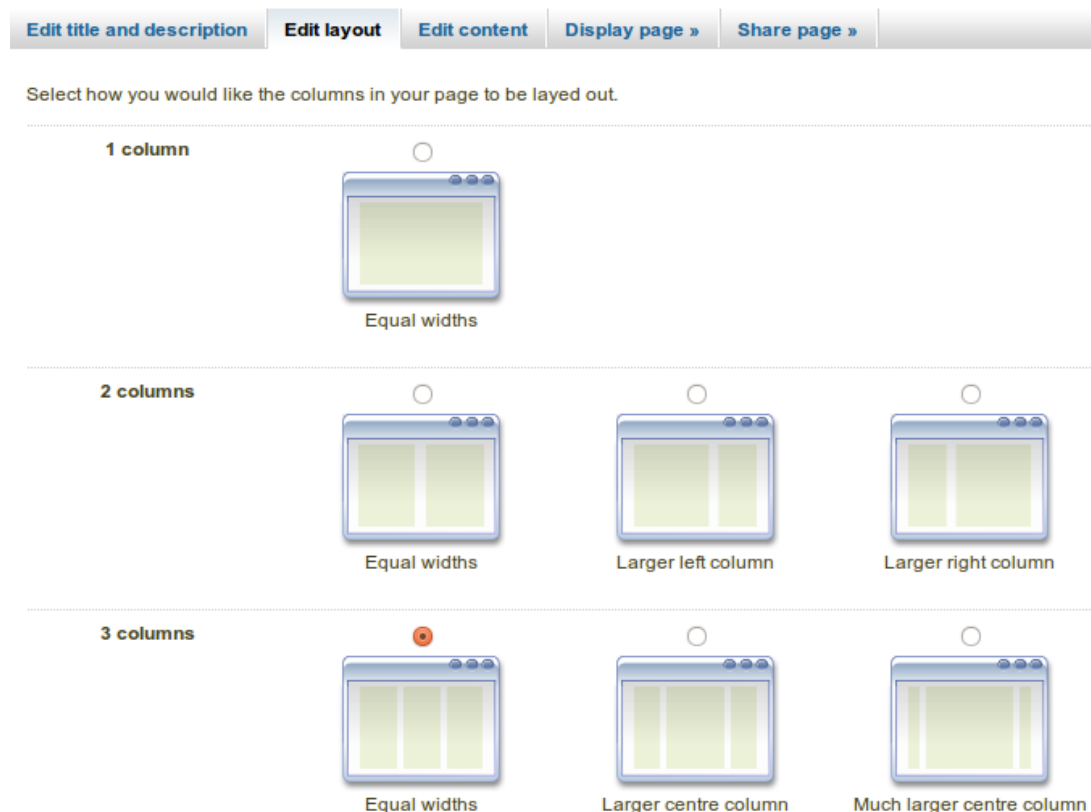 Edit title and description Edit layout Edit content Display page » Share page »
Select how you would like the columns in your page to be layed out.
1 column
Equal widths
2 columns
Equal widths Larger left column Larger right column
3 columns
Equal widths Larger centre column Much larger centre column